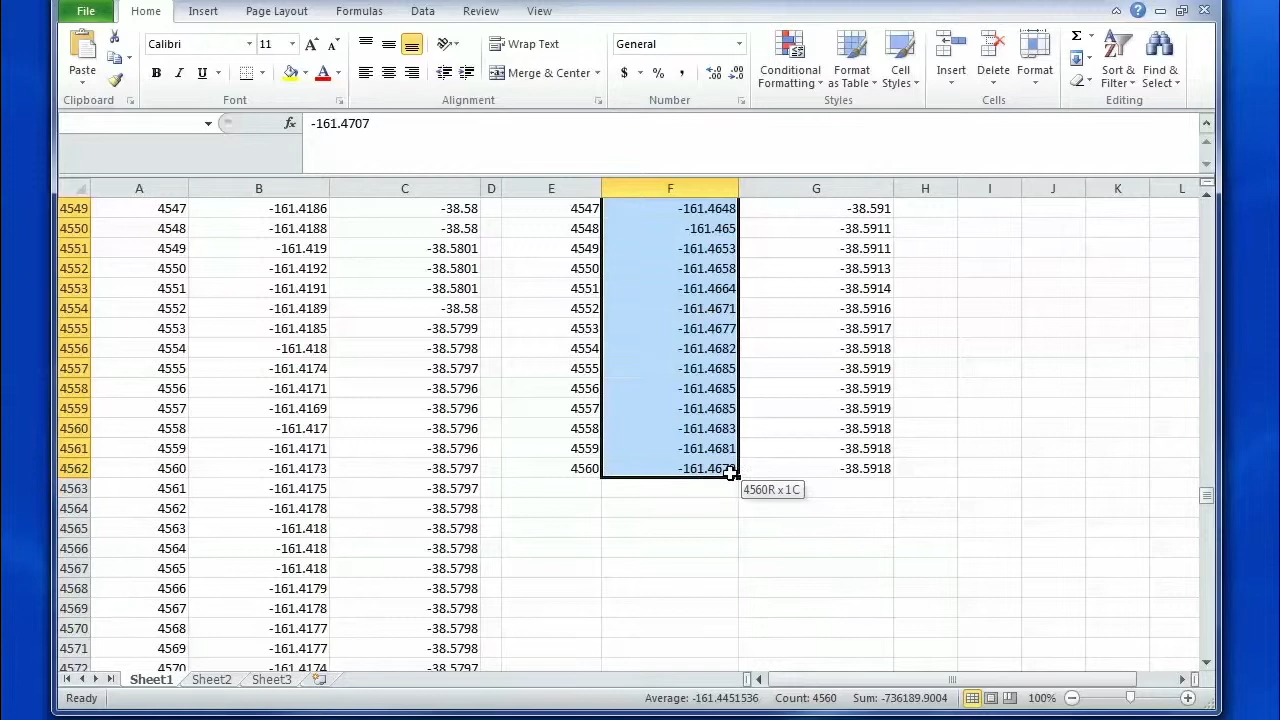 File Home Insert Page Layout Formulas Data Review View
Calibri 11 A A Wrap Text General
Paste B I U A Merge & Center $ % , Conditional Formatting Format as Table Cell Styles Insert Delete Format Sort & Filter Find & Select
Clipboard Font Alignment Number Styles Cells Editing
fx -161.4707
A B C D E F G H I J K L
4549 4547 -161.4186 -38.58 4547 -161.4648 -38.591
4550 4548 -161.4188 -38.58 4548 -161.465 -38.5911
4551 4549 -161.419 -38.5801 4549 -161.4653 -38.5911
4552 4550 -161.4192 -38.5801 4550 -161.4658 -38.5913
4553 4551 -161.4191 -38.5801 4551 -161.4664 -38.5914
4554 4552 -161.4189 -38.58 4552 -161.4671 -38.5916
4555 4553 -161.4185 -38.5799 4553 -161.4677 -38.5917
4556 4554 -161.418 -38.5798 4554 -161.4682 -38.5918
4557 4555 -161.4174 -38.5797 4555 -161.4685 -38.5919
4558 4556 -161.4171 -38.5796 4556 -161.4685 -38.5919
4559 4557 -161.4169 -38.5796 4557 -161.4685 -38.5919
4560 4558 -161.417 -38.5796 4558 -161.4683 -38.5918
4561 4559 -161.4171 -38.5796 4559 -161.4681 -38.5918
4562 4560 -161.4173 -38.5797 4560 -38.5918
4563 4561 -161.4175 -38.5797 4560R x 1C
4564 4562 -161.4178 -38.5798
4565 4563 -161.418 -38.5798
4566 4564 -161.418 -38.5798
4567 4565 -161.418 -38.5798
4568 4566 -161.4179 -38.5798
4569 4567 -161.4178 -38.5798
4570 4568 -161.4177 -38.5798
4571 4569 -161.4177 -38.5798
4572 4570 -161.4174 -38.5797
Sheet1 Sheet2 Sheet3
Ready Average: -161.4451536 Count: 4560 Sum: -736189.9004 100%